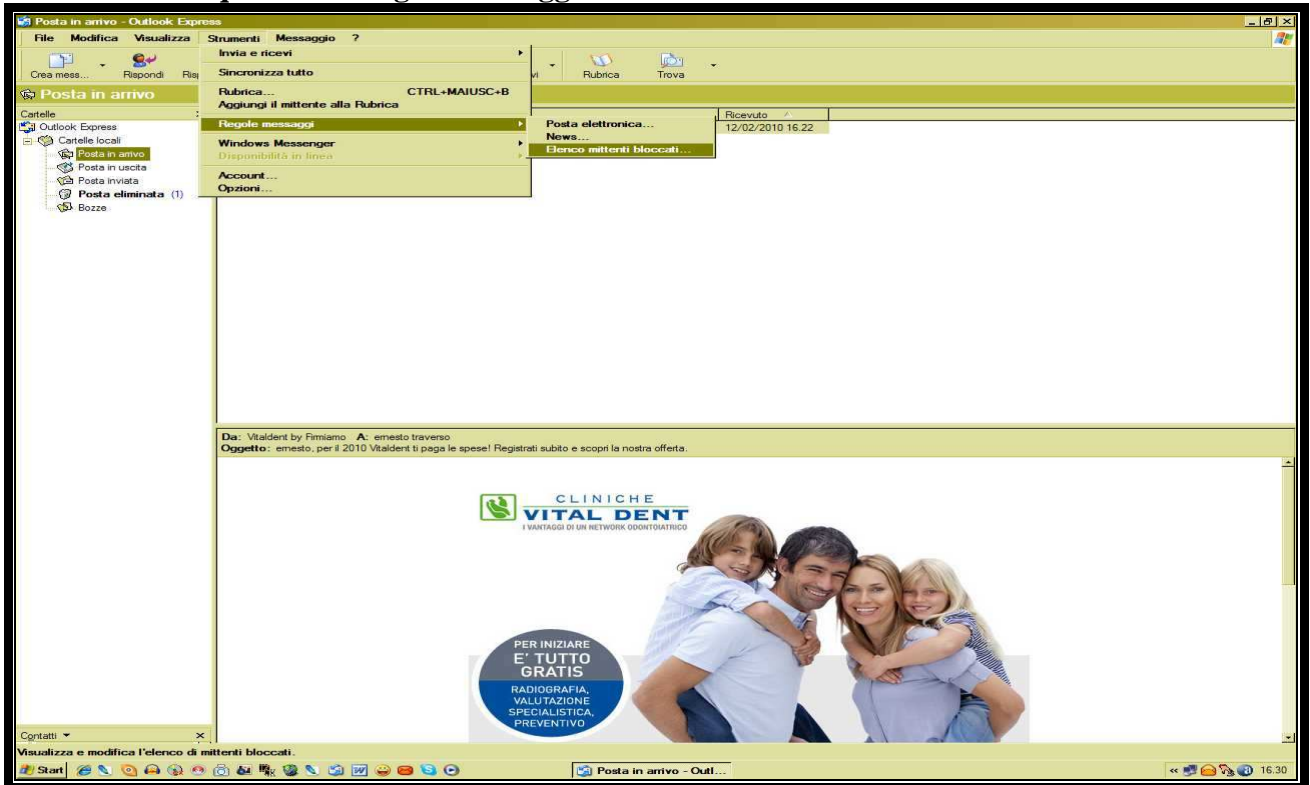 Posta in arrivo - Outlook Express
File Modifica Visualizza Strumenti Messaggio ?
Crea mess... Rispondi Rubrica Trova
Posta in arrivo
Invia e ricevi
Sincronizza tutto
Rubrica... CTRL+MAIUSC+B
Aggiungi il mittente alla Rubrica
Regole messaggi
Windows Messenger
Disponibilità in linea
Account...
Opzioni...
Posta elettronica...
News...
Elenco mittenti bloccati...
Ricevuto
12/02/2010 16.22
Cartelle
Outlook Express
Cartelle locali
Posta in arrivo
Posta in uscita
Posta inviata
Posta eliminata (1)
Bozze
Da: Vitaldent by Firmiamo A: ernesto traverso
Oggetto: ernesto, per il 2010 Vitaldent ti paga le spese! Registrati subito e scopri la nostra offerta.
CLINICHE
VITAL DENT
I VANTAGGI DI UN NETWORK ODONTOIATRICO
PER INIZIARE
E' TUTTO
GRATIS
RADIOGRAFIA,
VALUTAZIONE
SPECIALISTICA,
PREVENTIVO
Contatti
Visualizza e modifica l'elenco di mittenti bloccati.
Start Posta in arrivo - Outl... 16.30